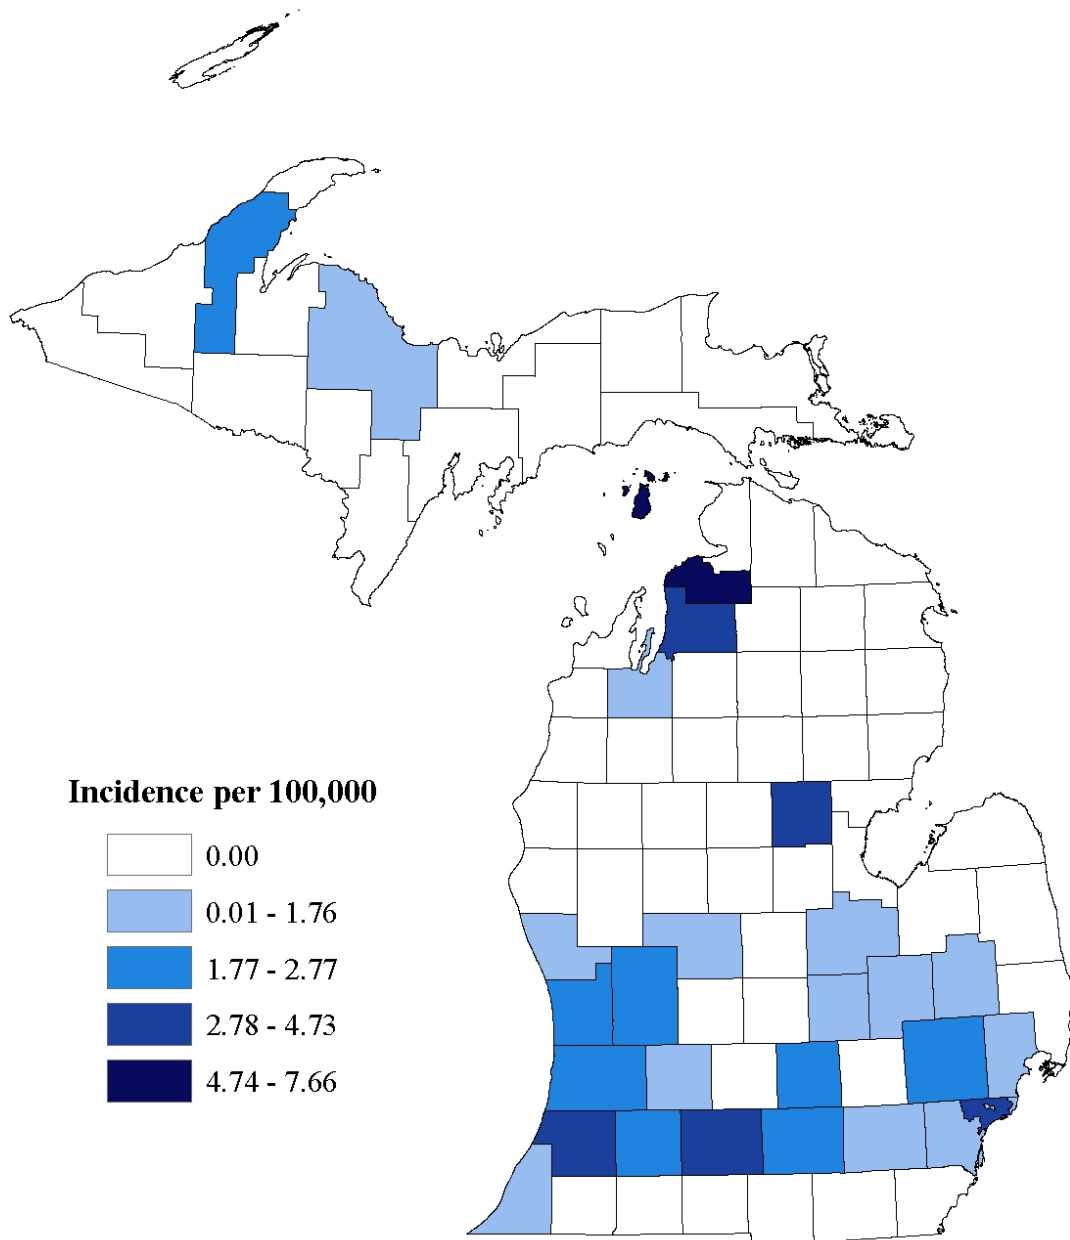 Incidence per 100,000
0.00
0.01 - 1.76
1.77 - 2.77
2.78 - 4.73
4.74 - 7.66